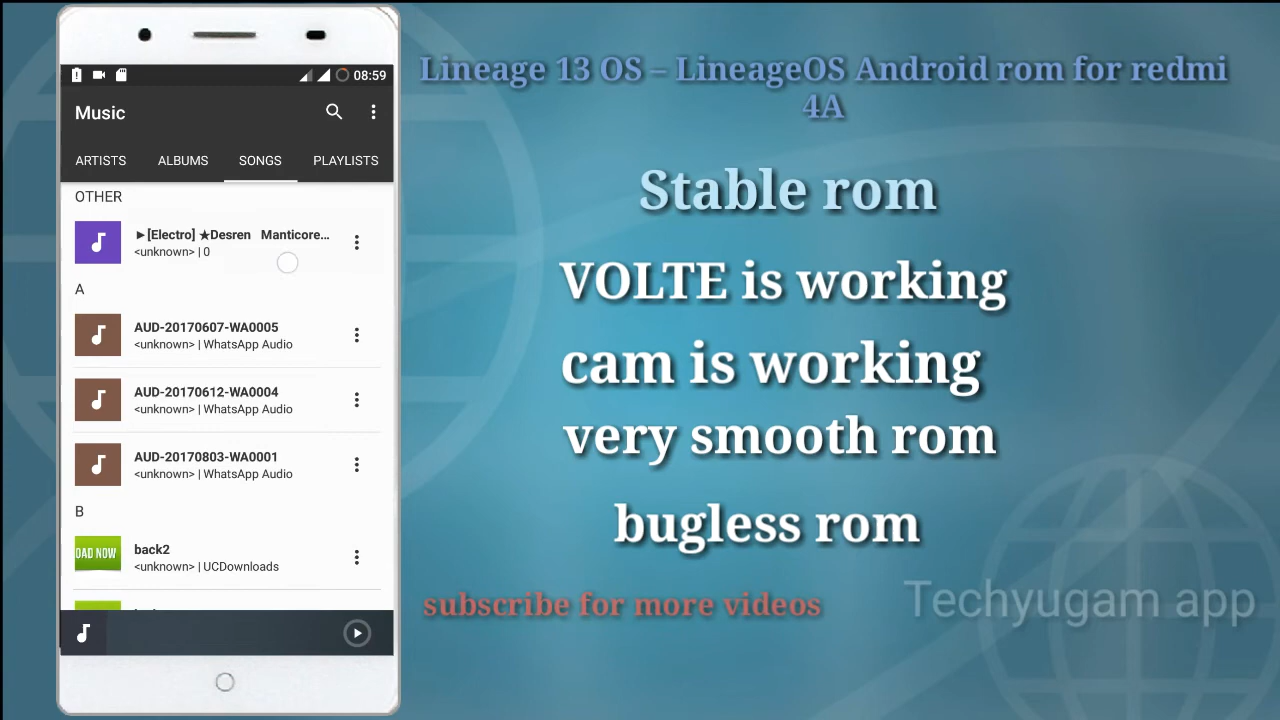 08:59
Music
ARTISTS ALBUMS SONGS PLAYLISTS
OTHER
►[Electro] ★Desren Manticore...
<unknown> | 0
A
AUD-20170607-WA0005
<unknown> | WhatsApp Audio
AUD-20170612-WA0004
<unknown> | WhatsApp Audio
AUD-20170803-WA0001
<unknown> | WhatsApp Audio
B
DAD NOW
back2
<unknown> | UCDownloads
Lineage 13 OS – LineageOS Android rom for redmi
4A
Stable rom
VOLTE is working
cam is working
very smooth rom
bugless rom
subscribe for more videos
Techyugam app